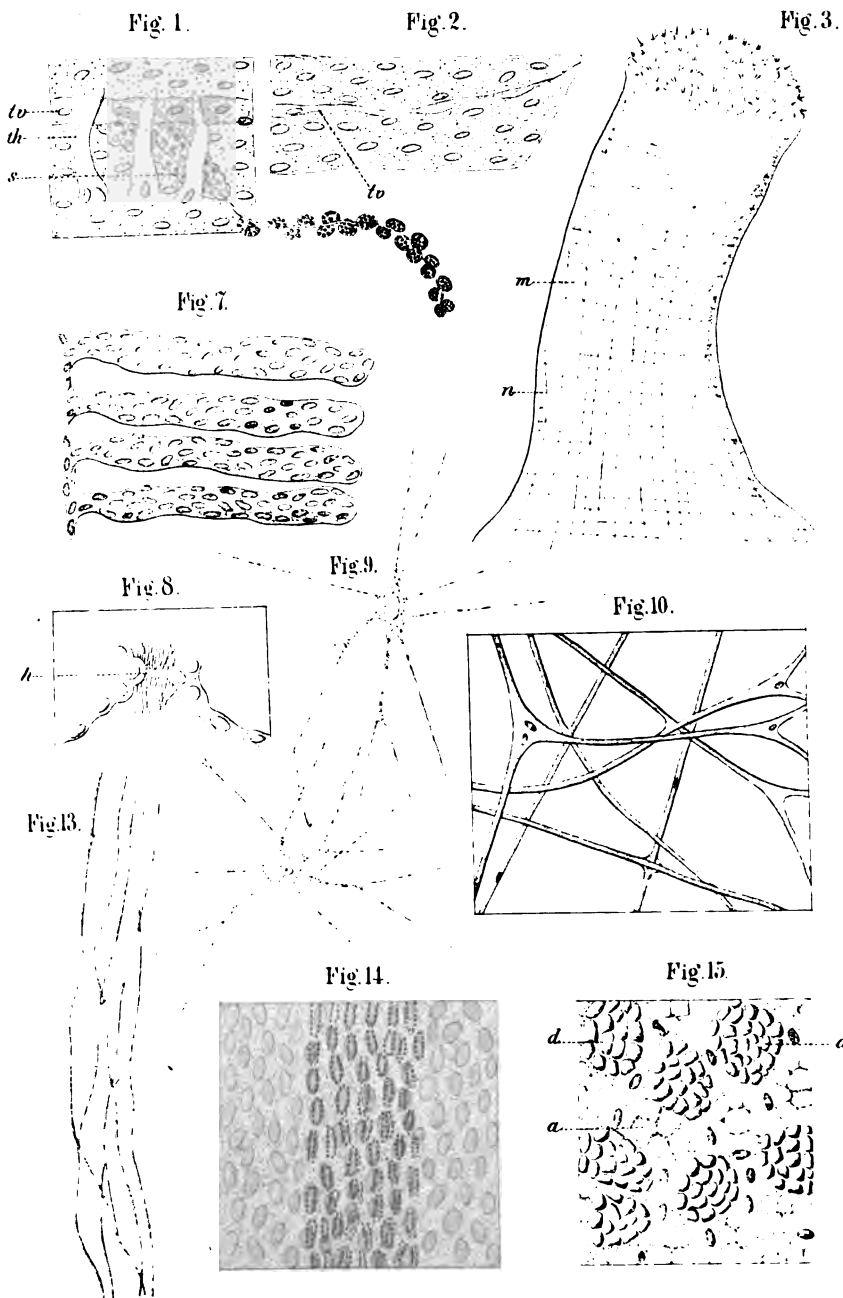 Fig. 1.
Fig. 2.
Fig. 3.
tv
th
s
tv
m
n
Fig. 7.
Fig. 8.
Fig. 9.
Fig. 10.
h
Fig. 13.
Fig. 14.
Fig. 15.
d
a